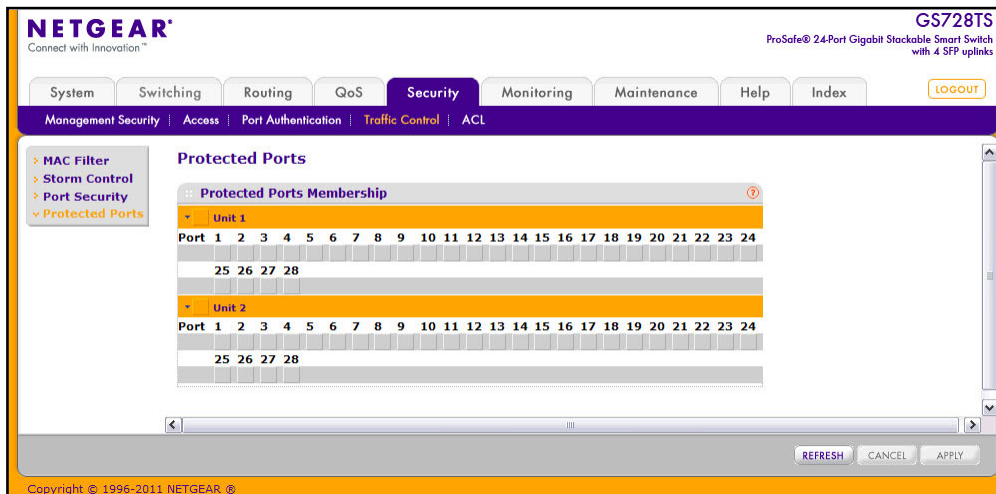 NETGEAR®
Connect with Innovation™
GS728TS
ProSafe® 24-Port Gigabit Stackable Smart Switch
with 4 SFP uplinks
System Switching Routing QoS Security Monitoring Maintenance Help Index LOGOUT
Management Security Access Port Authentication Traffic Control ACL
MAC Filter
Storm Control
Port Security
Protected Ports
Protected Ports
Protected Ports Membership ?
Unit 1
Port 1 2 3 4 5 6 7 8 9 10 11 12 13 14 15 16 17 18 19 20 21 22 23 24
25 26 27 28
Unit 2
Port 1 2 3 4 5 6 7 8 9 10 11 12 13 14 15 16 17 18 19 20 21 22 23 24
25 26 27 28
REFRESH CANCEL APPLY
Copyright © 1996-2011 NETGEAR ®